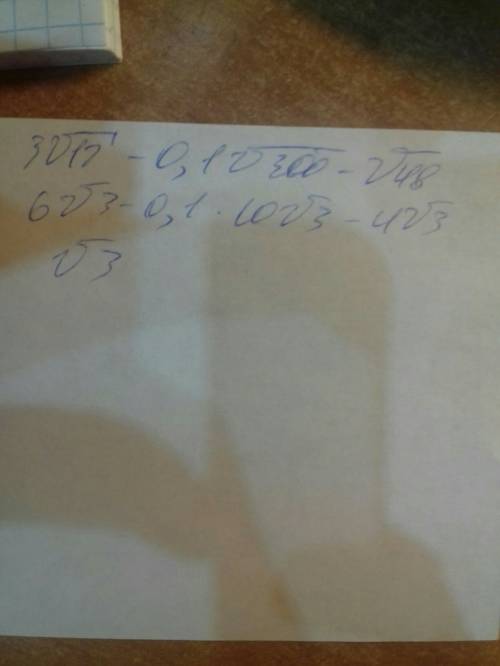 3√12 - 0,1√300 - √48
6√3 - 0,1 · 10√3 - 4√3
√3